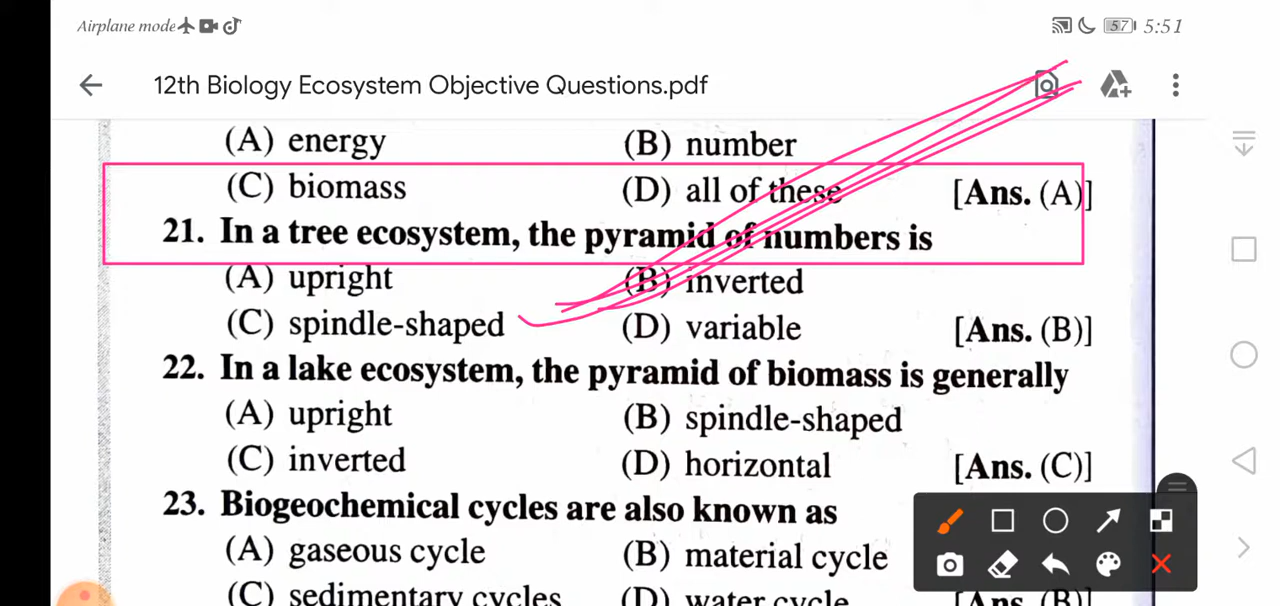 Airplane mode 57 5:51
12th Biology Ecosystem Objective Questions.pdf
(A) energy (B) number
(C) biomass (D) all of these [Ans. (A)]
21. In a tree ecosystem, the pyramid of numbers is
(A) upright (B) inverted
(C) spindle-shaped (D) variable [Ans. (B)]
22. In a lake ecosystem, the pyramid of biomass is generally
(A) upright (B) spindle-shaped
(C) inverted (D) horizontal [Ans. (C)]
23. Biogeochemical cycles are also known as
(A) gaseous cycle (B) material cycle
(C) sedimentary cycles (D) water cycle [Ans. (B)]